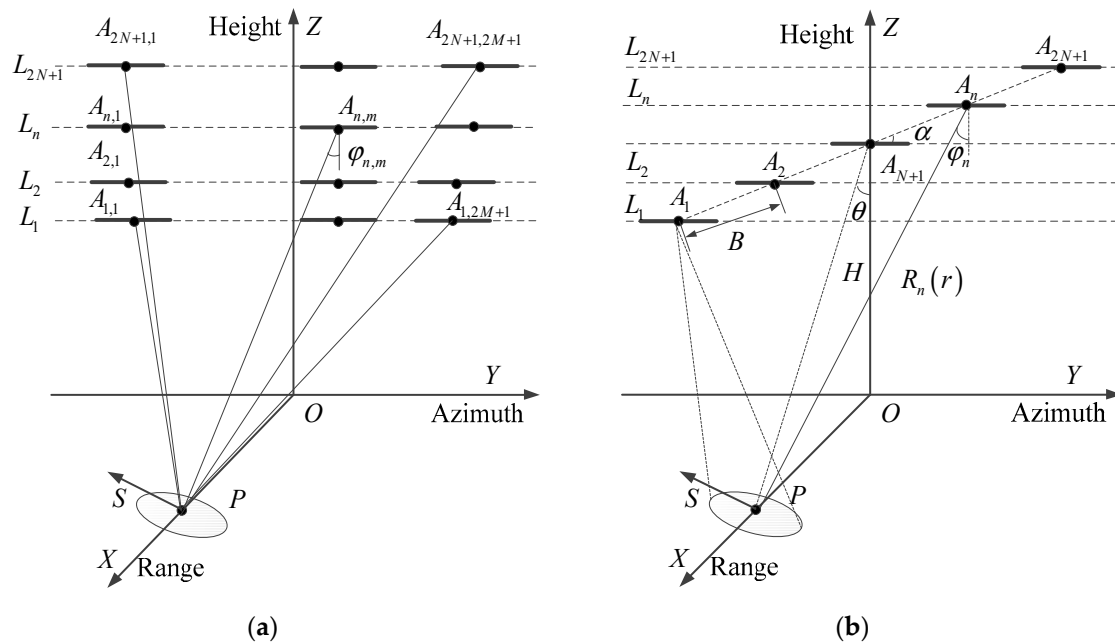 A_{2N+1,1} Height Z A_{2N+1,2M+1}
L_{2N+1}
A_{n,1} A_{n,m}
L_n
φ_{n,m}
A_{2,1}
L_2
A_{1,1} A_{1,2M+1}
L_1
Y
O Azimuth
S P
X Range
(a)
Height Z
L_{2N+1} A_{2N+1}
L_n A_n
α
φ_n
A_2 A_{N+1}
L_2
θ
L_1 A_1
B
H R_n(r)
Y
O Azimuth
S P
X Range
(b)